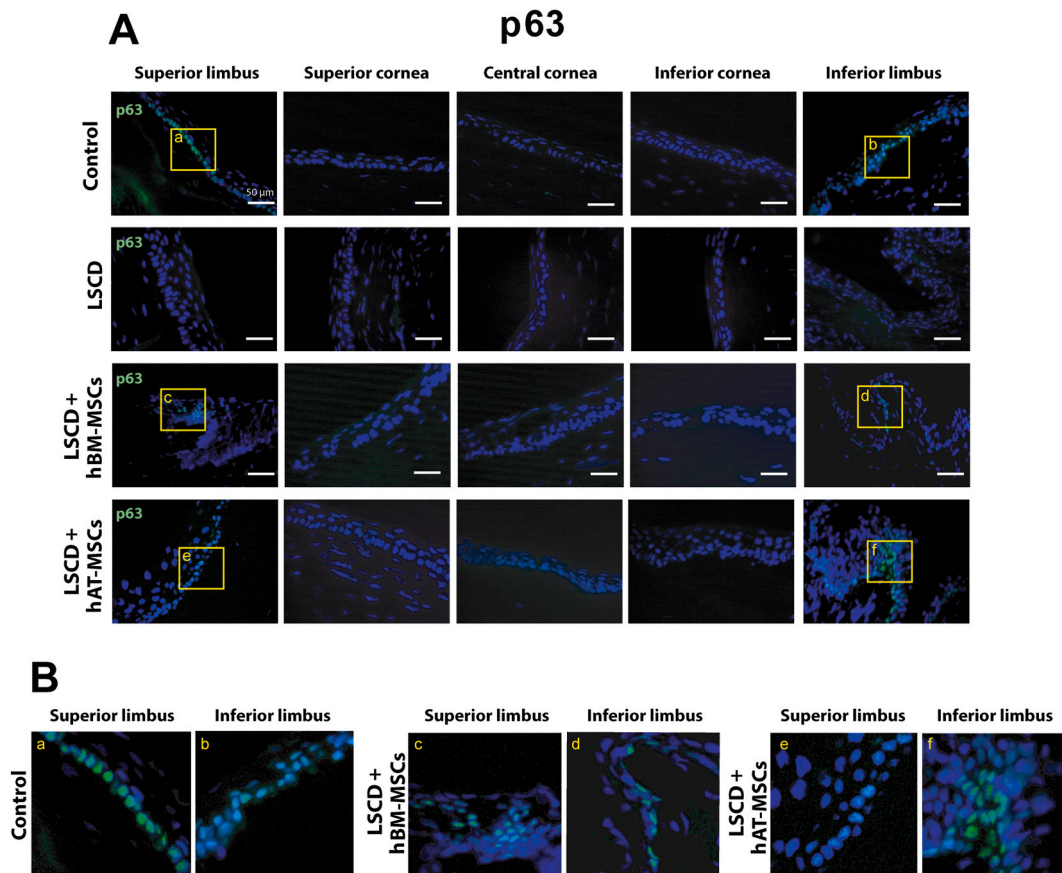 A
p63
Superior limbus
Superior cornea
Central cornea
Inferior cornea
Inferior limbus
Control
p63
a
50 µm
b
LSCD
p63
LSCD +
hBM-MSCs
p63
c
d
LSCD +
hAT-MSCs
p63
e
f
B
Superior limbus
Inferior limbus
Superior limbus
Inferior limbus
Superior limbus
Inferior limbus
Control
a
b
LSCD +
hBM-MSCs
c
d
LSCD +
hAT-MSCs
e
f